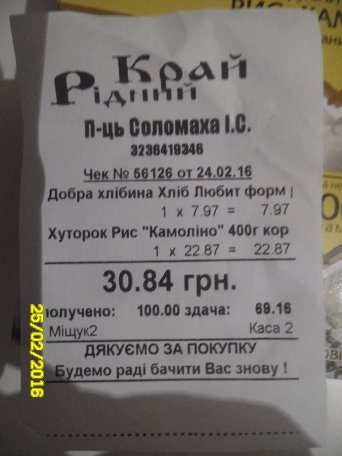 Рідний Край
П-ць Соломаха І.С.
3236419346
Чек № 56126 от 24.02.16
Добра хлібина Хліб Любит форм
1 x 7.97 = 7.97
Хуторок Рис "Камоліно" 400г кор
1 x 22.87 = 22.87
30.84 грн.
олучено: 100.00 здача: 69.16
Міщук2 Каса 2
ДЯКУЄМО ЗА ПОКУПКУ
Будемо раді бачити Вас знову !
25/02/2016